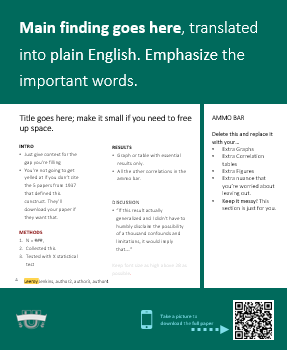 Main finding goes here, translated
into plain English. Emphasize the
important words.
Title goes here; make it small if you need to free
up space.
INTRO
• Just give context for the
gap you're filling
• You're not going to get
yelled at if you don't cite
the 5 papers from 1987
that defined this
construct. They'll
download your paper if
they want that.
METHODS
1. N = ###,
2. Collected this
3. Tested with X statistical
test
Leeroy Jenkins, author2, author3, author4
RESULTS
• Graph or table with essential
results only.
• All the other correlations in the
ammo bar.
DISCUSSION
• "If this result actually
generalized and I didn't have to
humbly disclaim the possibility
of a thousand confounds and
limitations, it would imply
that…"
AMMO BAR
Delete this and replace it
with your…
• Extra Graphs
• Extra Correlation
tables
• Extra Figures
• Extra nuance that
you're worried about
leaving out.
• Keep it messy! This
section is just for you.
Take a picture to
download the full paper